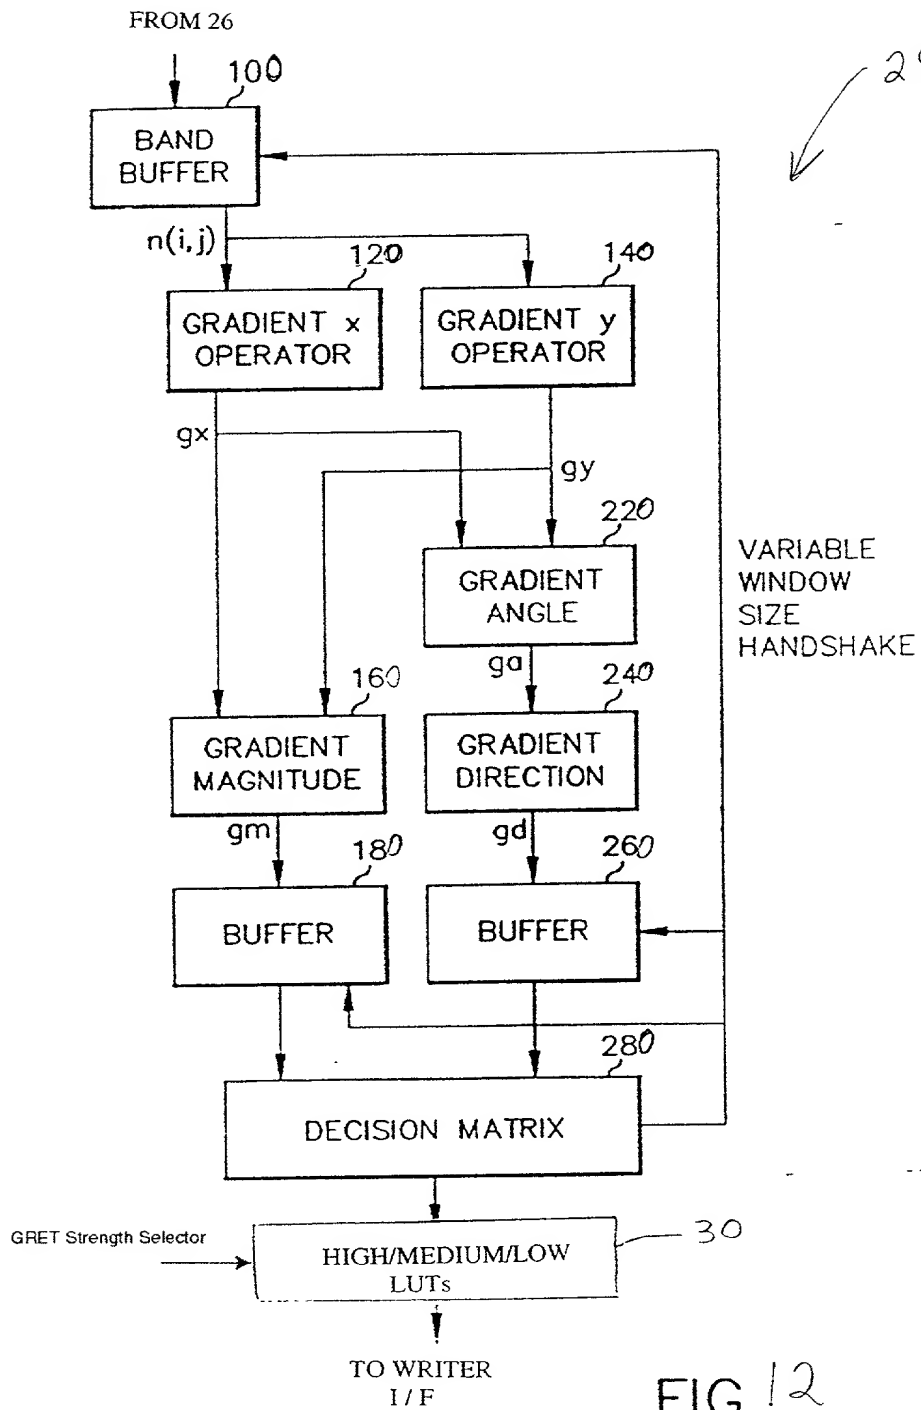 FROM 26
100
BAND
BUFFER
n(i,j)
120
140
GRADIENT x
OPERATOR
GRADIENT y
OPERATOR
gx
gy
220
GRADIENT
ANGLE
VARIABLE
WINDOW
SIZE
HANDSHAKE
ga
160
240
GRADIENT
MAGNITUDE
GRADIENT
DIRECTION
gm
gd
180
260
BUFFER
BUFFER
280
DECISION MATRIX
GRET Strength Selector
30
HIGH/MEDIUM/LOW
LUTs
TO WRITER
I/F
FIG 12